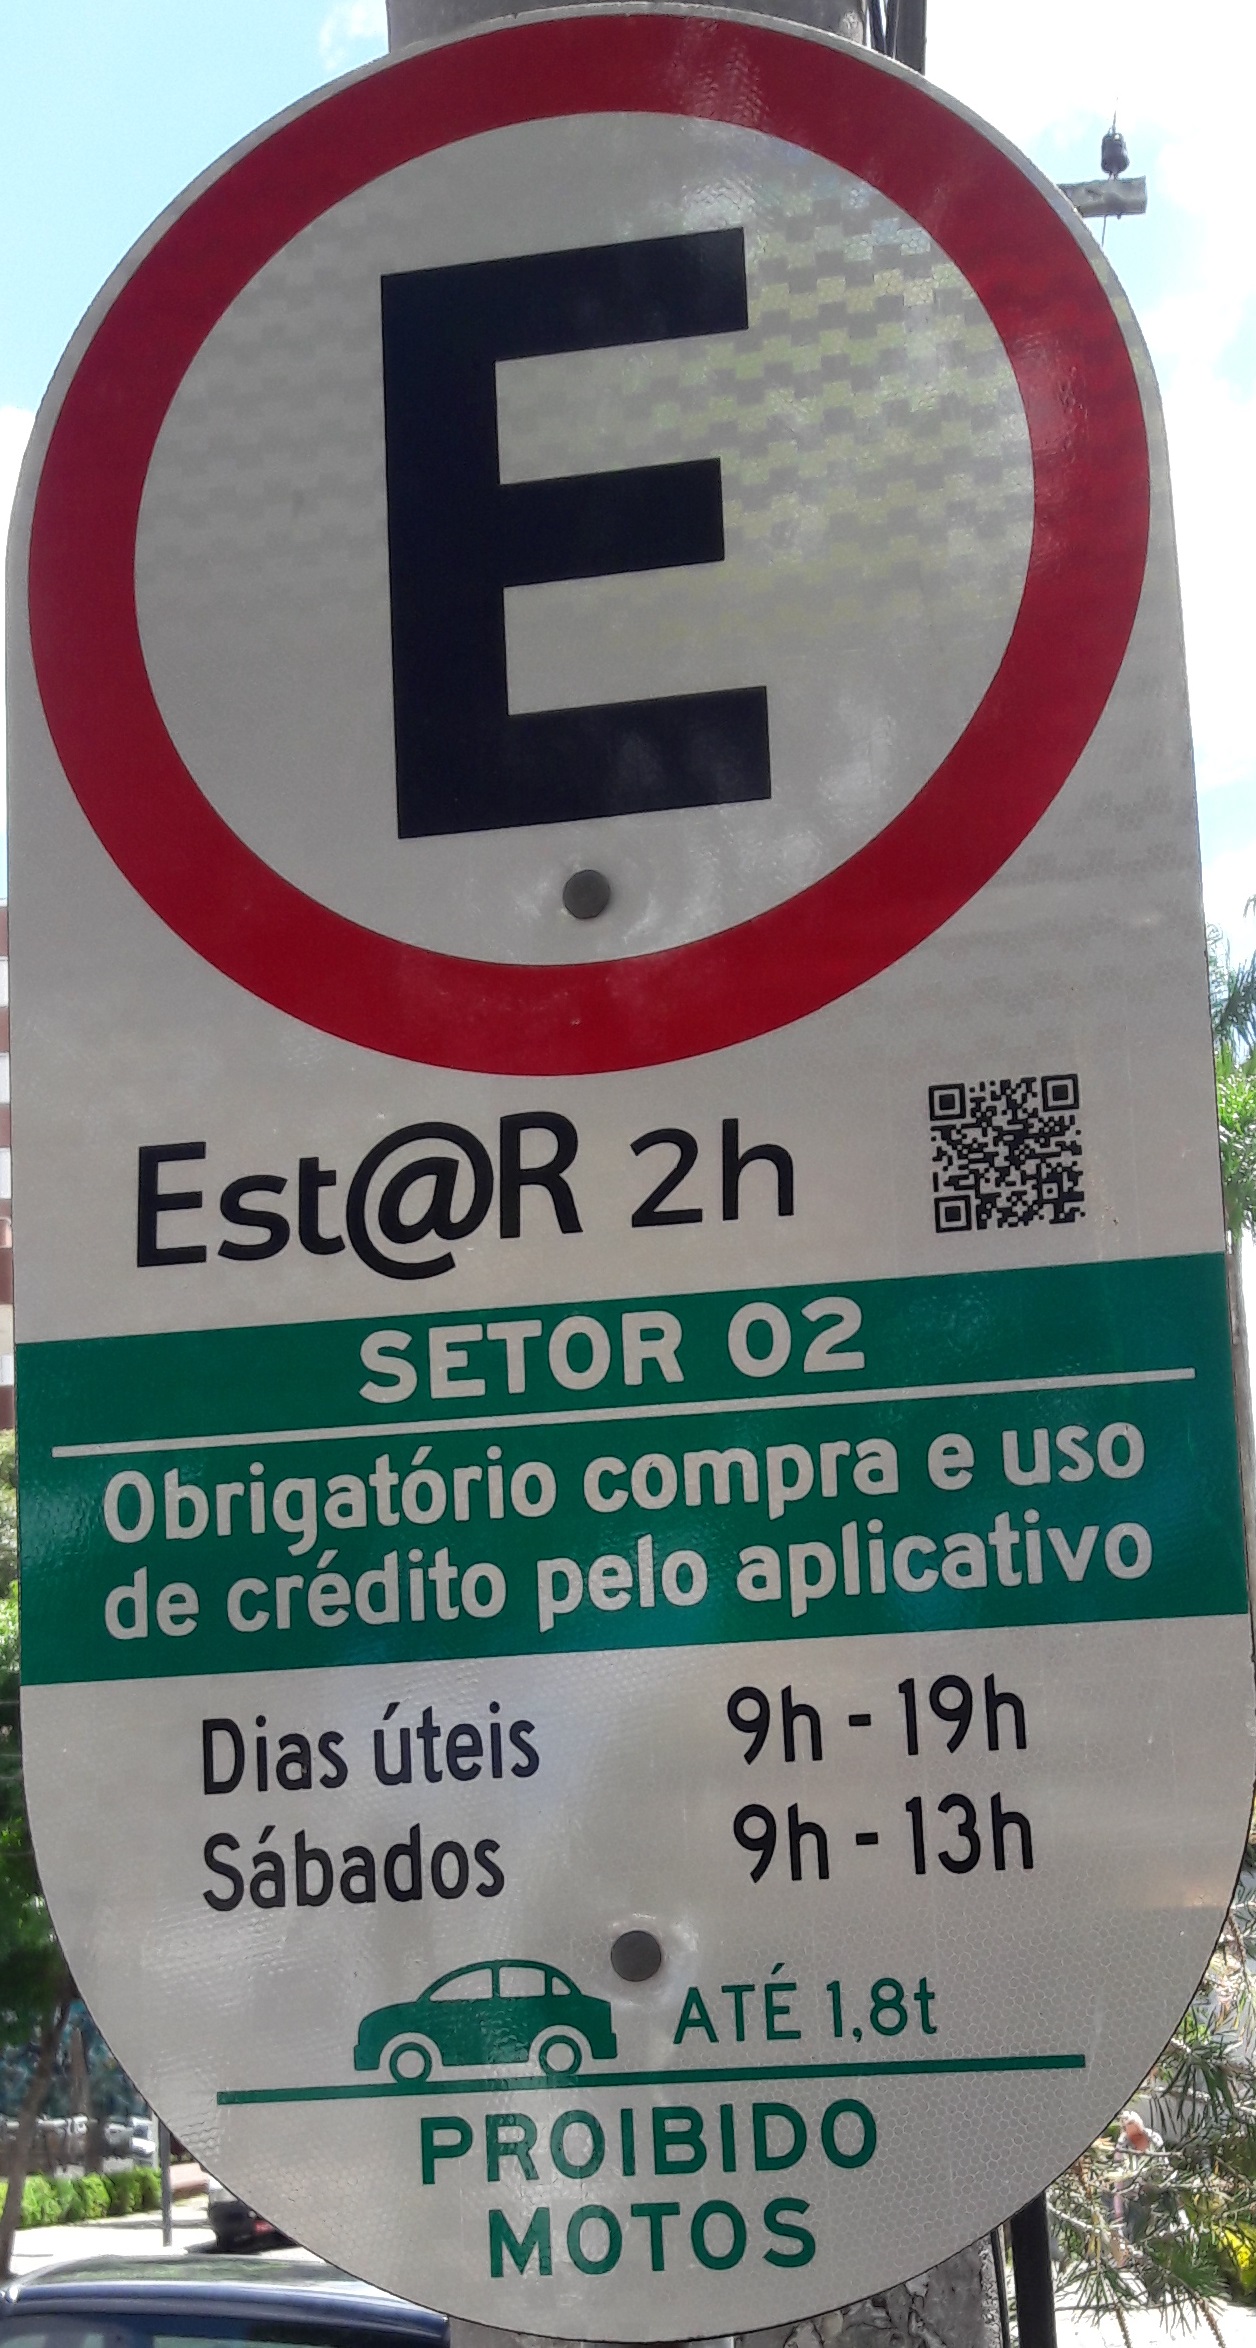 E
Est@R 2h
SETOR 02
Obrigatório compra e uso
de crédito pelo aplicativo
Dias úteis 9h - 19h
Sábados 9h - 13h
ATÉ 1,8t
PROIBIDO
MOTOS